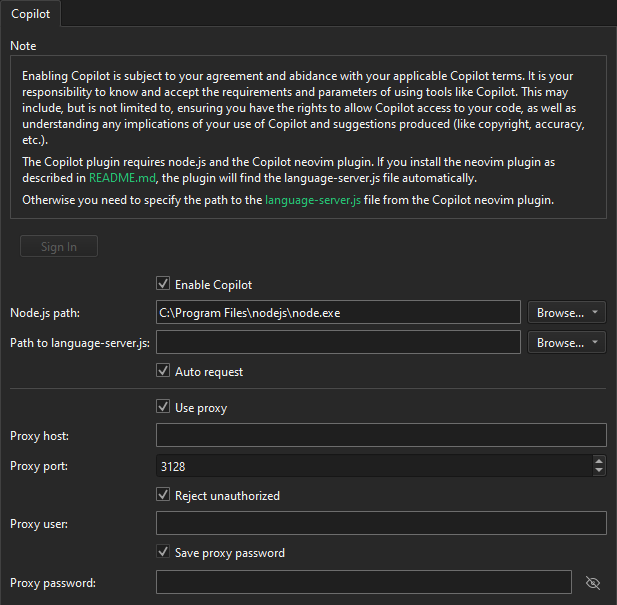 Copilot
Note
Enabling Copilot is subject to your agreement and abidance with your applicable Copilot terms. It is your
responsibility to know and accept the requirements and parameters of using tools like Copilot. This may
include, but is not limited to, ensuring you have the rights to allow Copilot access to your code, as well as
understanding any implications of your use of Copilot and suggestions produced (like copyright, accuracy,
etc.).
The Copilot plugin requires node.js and the Copilot neovim plugin. If you install the neovim plugin as
described in README.md, the plugin will find the language-server.js file automatically.
Otherwise you need to specify the path to the language-server.js file from the Copilot neovim plugin.
Sign In
Enable Copilot
Node.js path: C:\Program Files\nodejs\node.exe Browse...
Path to language-server.js: Browse...
Auto request
Use proxy
Proxy host:
Proxy port: 3128
Reject unauthorized
Proxy user:
Save proxy password
Proxy password: